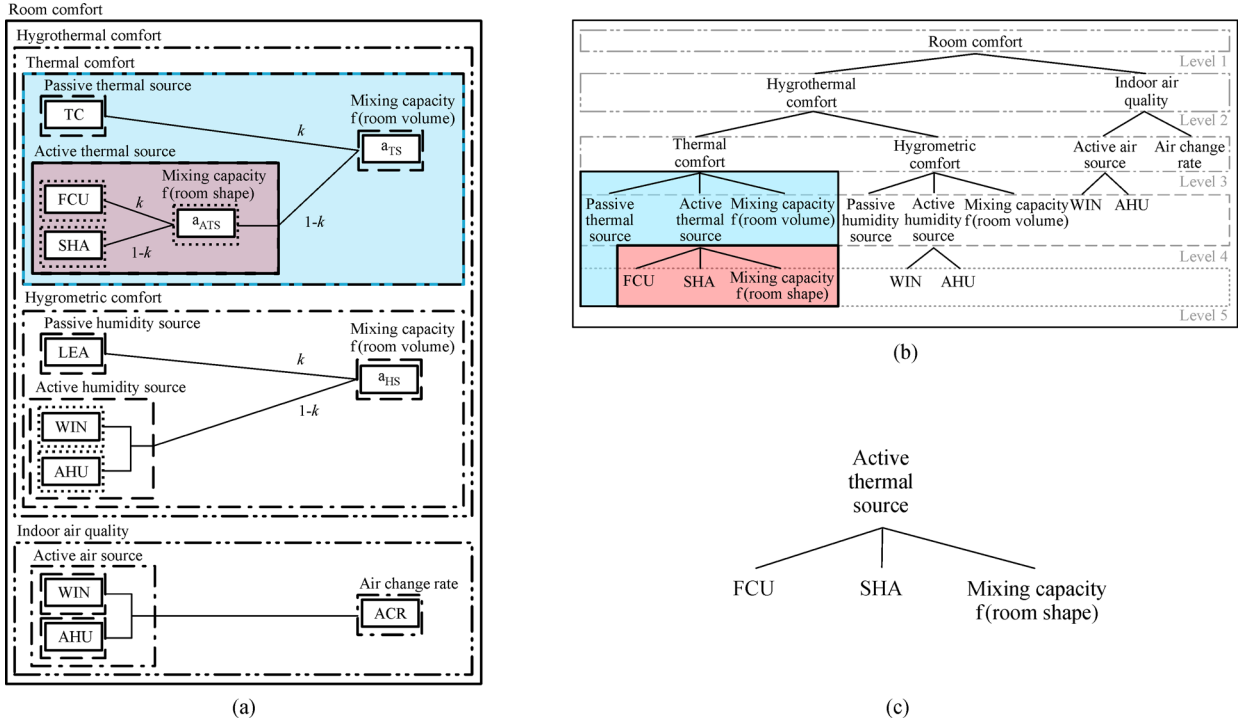 Room comfort
Hygrothermal comfort
Thermal comfort
Passive thermal source
TC
k
Mixing capacity
f(room volume)
aTS
Active thermal source
FCU
k
SHA
1-k
Mixing capacity
f(room shape)
aATS
1-k
Hygrometric comfort
Passive humidity source
LEA
k
Mixing capacity
f(room volume)
aHS
Active humidity source
1-k
WIN
AHU
Indoor air quality
Active air source
WIN
AHU
Air change rate
ACR
(a)
Room comfort
Level 1
Hygrothermal
comfort
Indoor air
quality
Level 2
Thermal
comfort
Hygrometric
comfort
Active air
source
Air change
rate
Level 3
Passive
thermal
source
Active
thermal
source
Mixing capacity
f(room volume)
Passive
humidity
source
Active
humidity
source
Mixing capacity
f(room volume)
WIN
AHU
Level 4
FCU
SHA
Mixing capacity
f(room shape)
WIN
AHU
Level 5
(b)
Active
thermal
source
FCU
SHA
Mixing capacity
f(room shape)
(c)